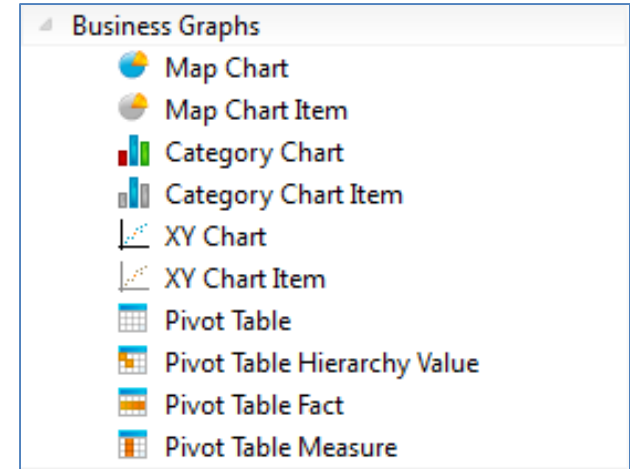 Business Graphs
Map Chart
Map Chart Item
Category Chart
Category Chart Item
XY Chart
XY Chart Item
Pivot Table
Pivot Table Hierarchy Value
Pivot Table Fact
Pivot Table Measure